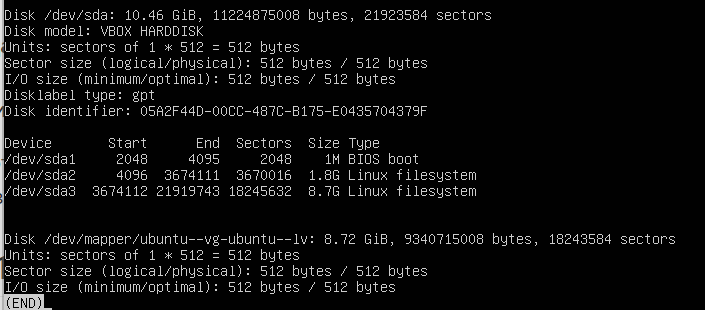 Disk /dev/sda: 10.46 GiB, 11224875008 bytes, 21923584 sectors
Disk model: VBOX HARDDISK
Units: sectors of 1 * 512 = 512 bytes
Sector size (logical/physical): 512 bytes / 512 bytes
I/O size (minimum/optimal): 512 bytes / 512 bytes
Disklabel type: gpt
Disk identifier: 05A2F44D-00CC-487C-B175-E0435704379F
Device       Start      End  Sectors  Size Type
/dev/sda1     2048     4095     2048    1M BIOS boot
/dev/sda2     4096  3674111  3670016  1.8G Linux filesystem
/dev/sda3  3674112 21919743 18245632  8.7G Linux filesystem
Disk /dev/mapper/ubuntu--vg-ubuntu--lv: 8.72 GiB, 9340715008 bytes, 18243584 sectors
Units: sectors of 1 * 512 = 512 bytes
Sector size (logical/physical): 512 bytes / 512 bytes
I/O size (minimum/optimal): 512 bytes / 512 bytes
(END)